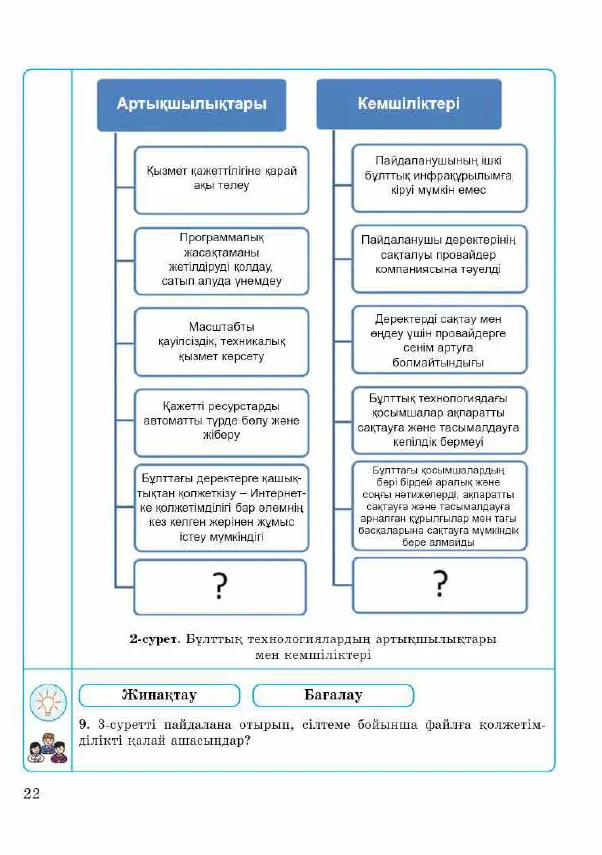 Артықшылықтары
Қызмет қажеттілігіне қарай
ақы төлеу
Программалық
жасақтаманы
жетілдіруді қолдау,
сатып алуда үнемдеу
Масштабты
қауіпсіздік, техникалық
қызмет көрсету
Қажетті ресурстарды
автоматты түрде бөлу және
жіберу
Бұлттағы деректерге қашық-
тықтан қолжеткізу – Интернет-
ке қолжетімділігі бар әлемнің
кез келген жерінен жұмыс
істеу мүмкіндігі
?
Кемшіліктері
Пайдаланушының ішкі
бұлттық инфрақұрылымға
кіруі мүмкін емес
Пайдаланушы деректерінің
сақталуы провайдер
компаниясына тәуелді
Деректерді сақтау мен
өңдеу үшін провайдерге
сенім артуға
болмайтындығы
Бұлттық технологиядағы
қосымшалар ақпаратты
сақтауға және тасымалдауға
кепілдік бермеуі
Бұлттағы қосымшалардың
бәрі бірдей аралық және
соңғы нәтижелерді, ақпаратты
сақтауға және тасымалдауға
арналған құрылғылар мен тағы
басқаларына сақтауға мүмкіндік
бере алмайды
?
2-сурет. Бұлттық технологиялардың артықшылықтары
мен кемшіліктері
Жинақтау
Бағалау
9. 3-суретті пайдалана отырып, сілтеме бойынша файлға қолжетім-
ділікті қалай ашасыңдар?
22